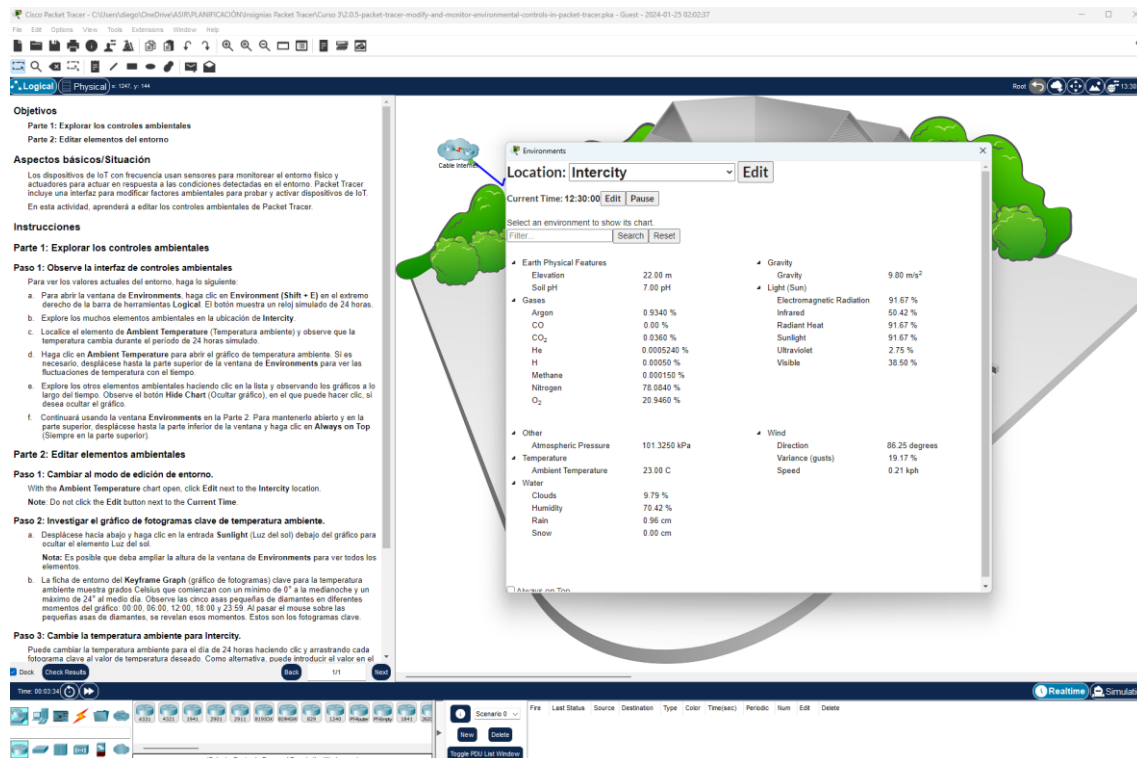 Cisco Packet Tracer - C:\Users\diego\OneDrive\ASIR\PLANIFICACIÓN\Insignias Packet Tracer\Curso 3\2.0.5-packet-tracer-modify-and-monitor-environmental-controls-in-packet-tracer.pka - Guest - 2024-01-25 02:02:37
File Edit Options View Tools Extensions Window Help
Logical Physical x: 1247, y: 144 Root
Objetivos
Parte 1: Explorar los controles ambientales
Parte 2: Editar elementos del entorno
Aspectos básicos/Situación
Los dispositivos de IoT con frecuencia usan sensores para monitorear el entorno físico y
actuadores para actuar en respuesta a las condiciones detectadas en el entorno. Packet Tracer
incluye una interfaz para modificar factores ambientales para probar y activar dispositivos de IoT.
En esta actividad, aprenderá a editar los controles ambientales de Packet Tracer.
Instrucciones
Parte 1: Explorar los controles ambientales
Paso 1: Observe la interfaz de controles ambientales
Para ver los valores actuales del entorno, haga lo siguiente:
a. Para abrir la ventana de Environments, haga clic en Environment (Shift + E) en el extremo
derecho de la barra de herramientas Logical. El botón muestra un reloj simulado de 24 horas.
b. Explore los muchos elementos ambientales en la ubicación de Intercity.
c. Localice el elemento de Ambient Temperature (Temperatura ambiente) y observe que la
temperatura cambia durante el período de 24 horas simulado.
d. Haga clic en Ambient Temperature para abrir el gráfico de temperatura ambiente. Si es
necesario, desplácese hasta la parte superior de la ventana de Environments para ver las
fluctuaciones de temperatura con el tiempo.
e. Explore los otros elementos ambientales haciendo clic en la lista y observando los gráficos a lo
largo del tiempo. Observe el botón Hide Chart (Ocultar gráfico), en el que puede hacer clic, si
desea ocultar el gráfico.
f. Continuará usando la ventana Environments en la Parte 2. Para mantenerlo abierto y en la
parte superior, desplácese hasta la parte inferior de la ventana y haga clic en Always on Top
(Siempre en la parte superior).
Parte 2: Editar elementos ambientales
Paso 1: Cambiar al modo de edición de entorno.
With the Ambient Temperature chart open, click Edit next to the Intercity location.
Note: Do not click the Edit button next to the Current Time.
Paso 2: Investigar el gráfico de fotogramas clave de temperatura ambiente.
a. Desplácese hacia abajo y haga clic en la entrada Sunlight (Luz del sol) debajo del gráfico para
ocultar el elemento Luz del sol.
Nota: Es posible que deba ampliar la altura de la ventana de Environments para ver todos los
elementos.
b. La ficha de entorno del Keyframe Graph (gráfico de fotogramas) clave para la temperatura
ambiente muestra grados Celsius que comienzan con un mínimo de 0° a la medianoche y un
máximo de 24° al medio día. Observe las cinco asas pequeñas de diamantes en diferentes
momentos del gráfico: 00:00, 06:00, 12:00, 18:00 y 23:59. Al pasar el mouse sobre las
pequeñas asas de diamantes, se revelan esos momentos. Estos son los fotogramas clave.
Paso 3: Cambie la temperatura ambiente para Intercity.
Puede cambiar la temperatura ambiente para el día de 24 horas haciendo clic y arrastrando cada
fotograma clave al valor de temperatura deseado. Como alternativa, puede introducir el valor en el
Dock Check Results Back 1/1 Next
Cable Internet
Environments
Location: Intercity Edit
Current Time: 12:30:00 Edit Pause
Select an environment to show its chart.
Filter... Search Reset
Earth Physical Features
Elevation 22.00 m
Soil pH 7.00 pH
Gases
Argon 0.9340 %
CO 0.00 %
CO2 0.0360 %
He 0.0005240 %
H 0.00050 %
Methane 0.000150 %
Nitrogen 78.0840 %
O2 20.9460 %
Gravity
Gravity 9.80 m/s2
Light (Sun)
Electromagnetic Radiation 91.67 %
Infrared 50.42 %
Radiant Heat 91.67 %
Sunlight 91.67 %
Ultraviolet 2.75 %
Visible 38.50 %
Other
Atmospheric Pressure 101.3250 kPa
Temperature
Ambient Temperature 23.00 C
Water
Clouds 9.79 %
Humidity 70.42 %
Rain 0.96 cm
Snow 0.00 cm
Wind
Direction 86.25 degrees
Variance (gusts) 19.17 %
Speed 0.21 kph
Always on Top
Time: 00:03:34 Realtime Simulati
4331 4321 1941 2901 2911 819IOX 819HGW 829 1240 PT-Router PT-Empty 1841
Scenario 0
New Delete
Toggle PDU List Window
Fire Last Status Source Destination Type Color Time(sec) Periodic Num Edit Delete